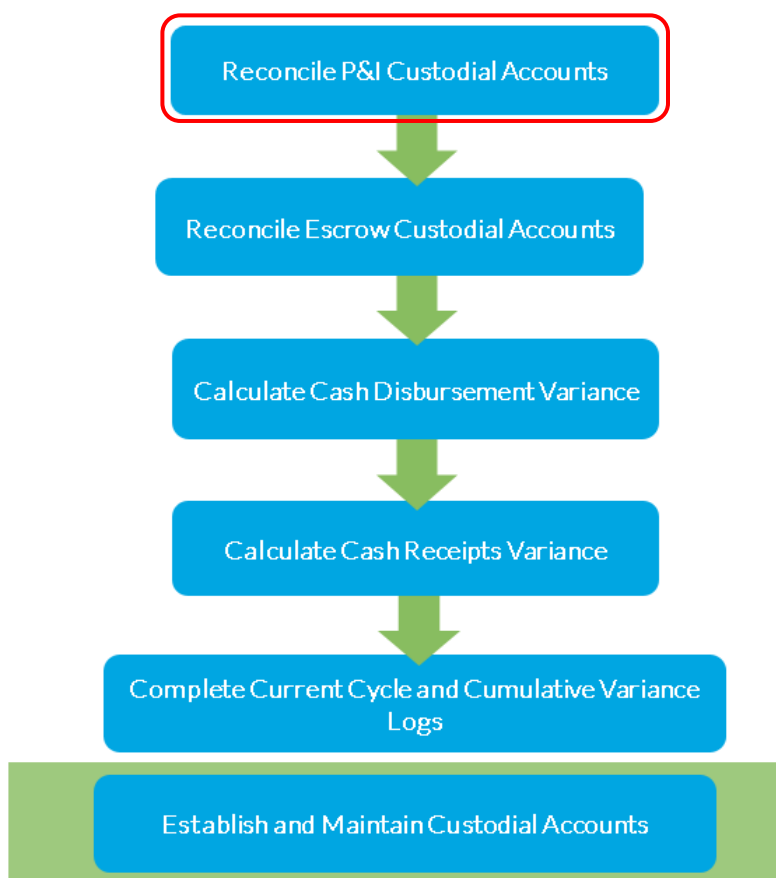 Reconcile P&I Custodial Accounts
Reconcile Escrow Custodial Accounts
Calculate Cash Disbursement Variance
Calculate Cash Receipts Variance
Complete Current Cycle and Cumulative Variance
Logs
Establish and Maintain Custodial Accounts